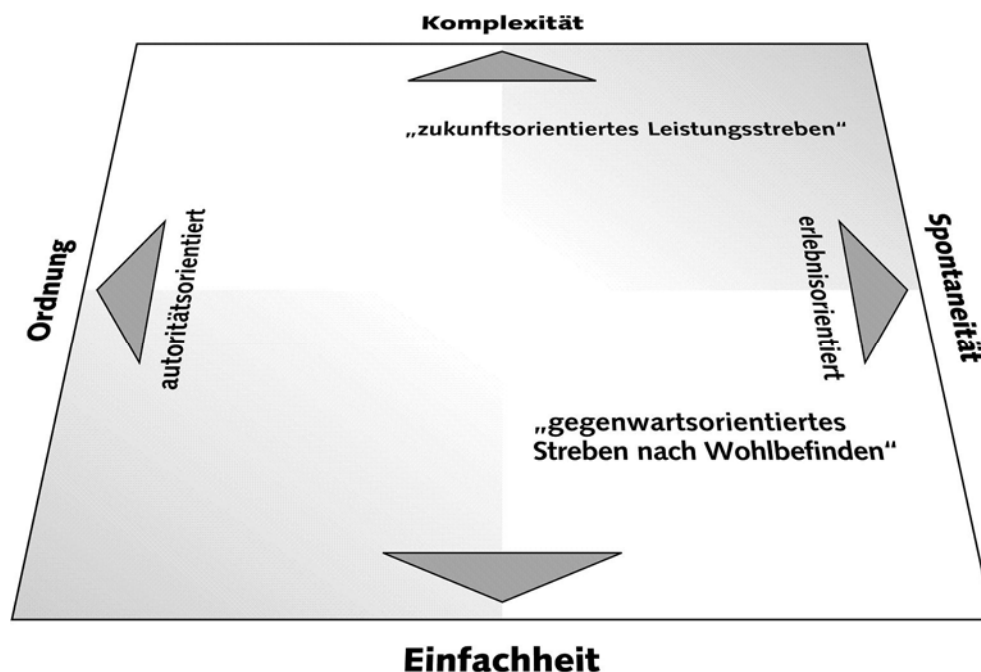 Komplexität
„zukunftsorientiertes Leistungsstreben“
Ordnung
autoritätsorientiert
erlebnisorientiert
Spontaneität
„gegenwartsorientiertes
Streben nach Wohlbefinden“
Einfachheit